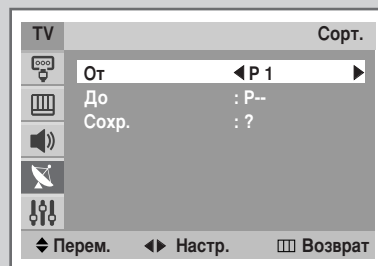 TV Сорт.
От ◀ P 1 ▶
До : P--
Сохр. : ?
Перем. Настр. Возврат